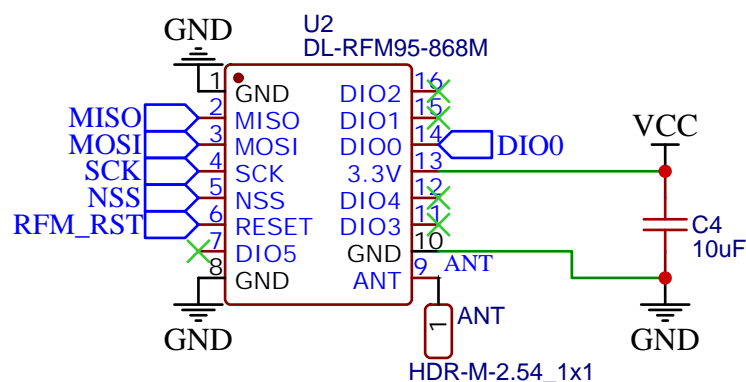 GND
U2
DL-RFM95-868M
1 GND
DIO2 16
MISO 2 MISO
DIO1 15
MOSI 3 MOSI
DIO0 14 DIO0
SCK 4 SCK
3.3V 13
VCC
NSS 5 NSS
DIO4 12
RFM_RST 6 RESET
DIO3 11
C4
10uF
7 DIO5
GND 10
8 GND
ANT 9 ANT
GND
1 ANT
GND
HDR-M-2.54_1x1